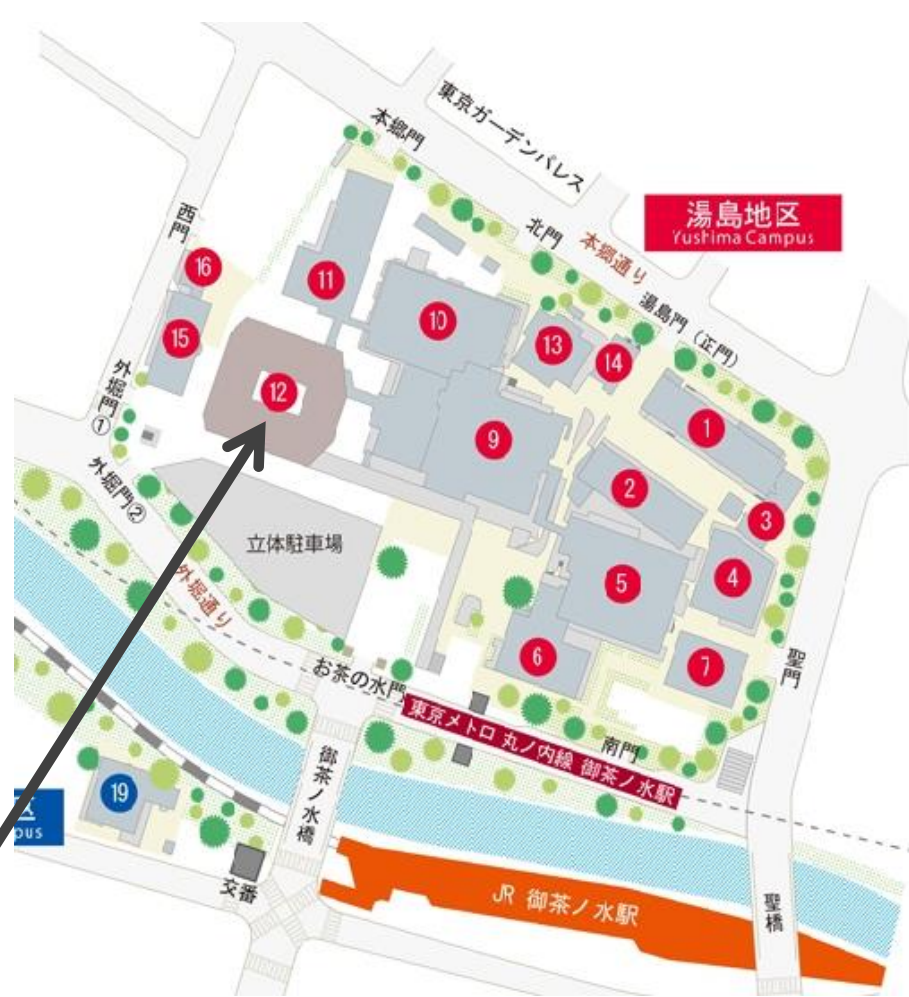 東京ガーデンパレス
本郷門
湯島地区
Yushima Campus
北門
本郷通り
西門
湯島門（正門）
16
11
10
15
13
14
外堀門①
12
1
9
2
3
外堀門②
立体駐車場
5
4
外堀通り
6
7
聖門
お茶の水門
東京メトロ 丸ノ内線 御茶ノ水駅
南門
御茶ノ水橋
19
区
pus
交番
JR 御茶ノ水駅
聖橋